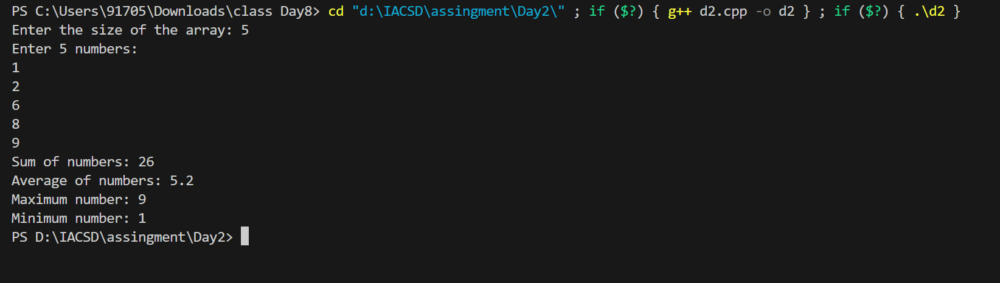 PS C:\Users\91705\Downloads\class Day8> cd "d:\IACSD\assingment\Day2\" ; if ($?) { g++ d2.cpp -o d2 } ; if ($?) { .\d2 }
Enter the size of the array: 5
Enter 5 numbers:
1
2
6
8
9
Sum of numbers: 26
Average of numbers: 5.2
Maximum number: 9
Minimum number: 1
PS D:\IACSD\assingment\Day2>